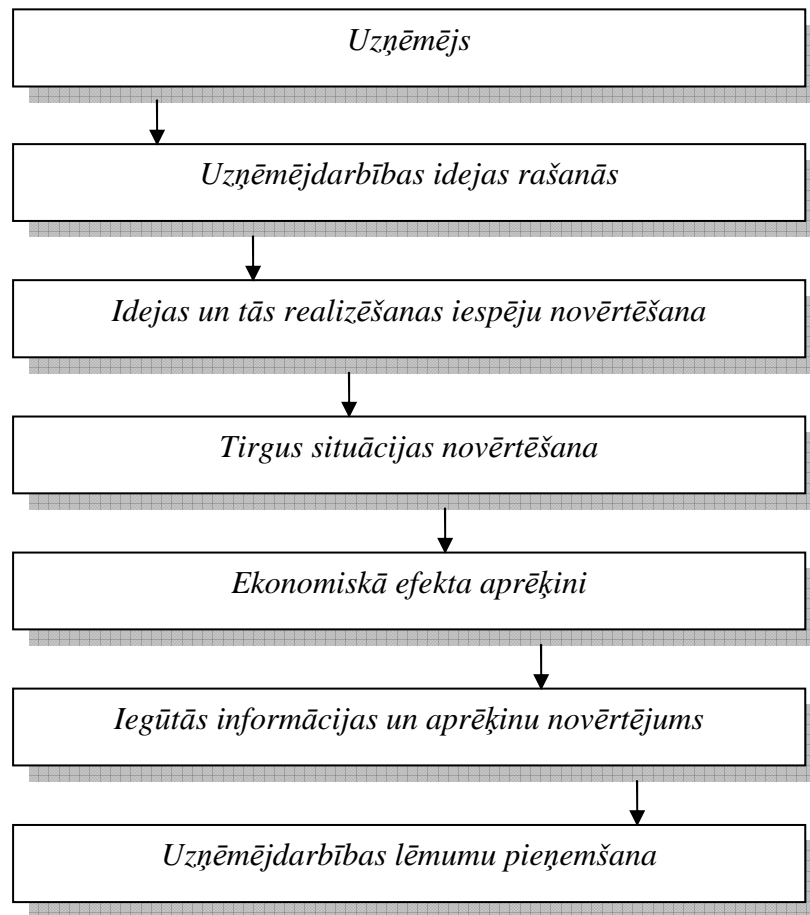 Uzņēmējs
Uzņēmējdarbības idejas rašanās
Idejas un tās realizēšanas iespēju novērtēšana
Tirgus situācijas novērtēšana
Ekonomiskā efekta aprēķini
Iegūtās informācijas un aprēķinu novērtējums
Uzņēmējdarbības lēmumu pieņemšana